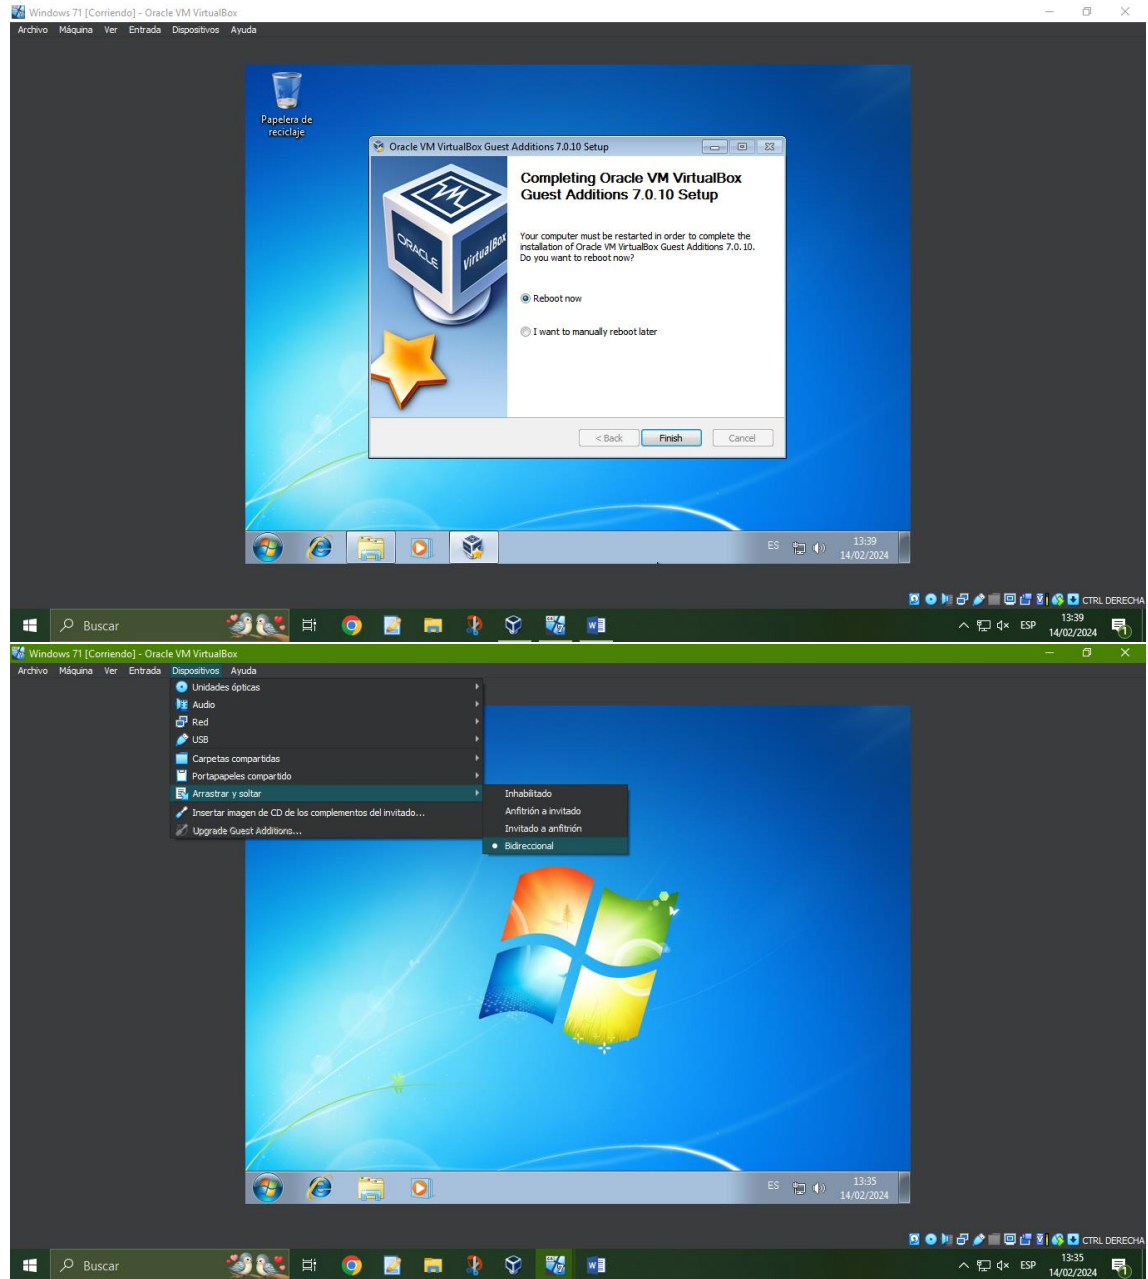 Windows 71 [Corriendo] - Oracle VM VirtualBox
Archivo Máquina Ver Entrada Dispositivos Ayuda
Papelera de
reciclaje
Oracle VM VirtualBox Guest Additions 7.0.10 Setup
Completing Oracle VM VirtualBox
Guest Additions 7.0.10 Setup
ORACLE
VirtualBox
Your computer must be restarted in order to complete the
installation of Oracle VM VirtualBox Guest Additions 7.0.10.
Do you want to reboot now?
Reboot now
I want to manually reboot later
< Back Finish Cancel
ES 13:39
14/02/2024
CTRL DERECHA
Buscar ESP 13:39
14/02/2024
1
Windows 71 [Corriendo] - Oracle VM VirtualBox
Archivo Máquina Ver Entrada Dispositivos Ayuda
Unidades ópticas
Audio
Red
USB
Carpetas compartidas
Portapapeles compartido
Arrastrar y soltar
Insertar imagen de CD de los complementos del invitado...
Upgrade Guest Additions...
Inhabilitado
Anfitrión a invitado
Invitado a anfitrión
Bidireccional
ES 13:35
14/02/2024
CTRL DERECHA
Buscar ESP 13:35
14/02/2024
1